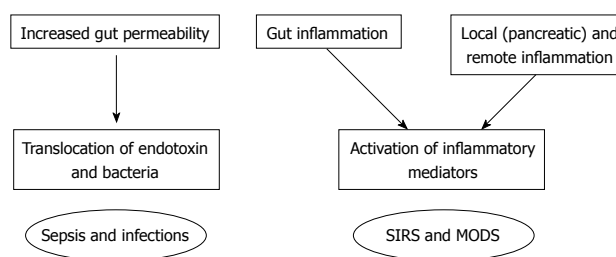 Increased gut permeability
Gut inflammation
Local (pancreatic) and
remote inflammation
Translocation of endotoxin
and bacteria
Activation of inflammatory
mediators
Sepsis and infections
SIRS and MODS